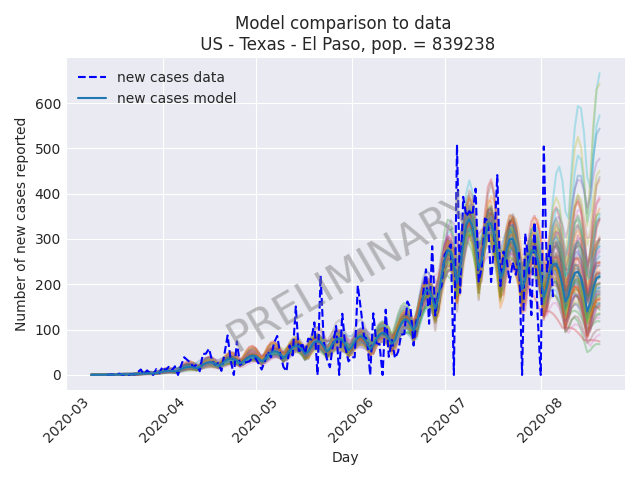 Model comparison to data
US - Texas - El Paso, pop. = 839238
new cases data
new cases model
PRELIMINARY
Number of new cases reported
600
500
400
300
200
100
0
2020-03
2020-04
2020-05
2020-06
2020-07
2020-08
Day